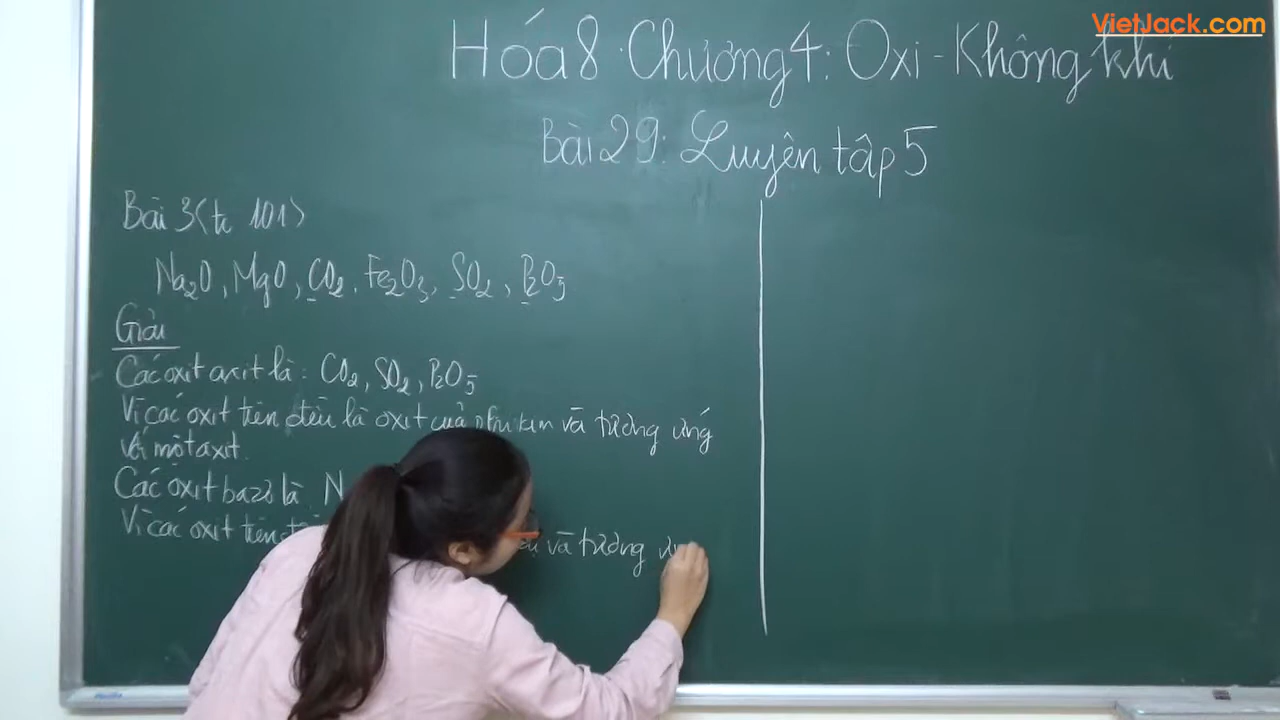 VietJack.com
Hóa 8. Chương 4: Oxi - Không khí
Bài 29: Luyện tập 5
Bài 3 (tr 101)
Na₂O, MgO, CO₂, Fe₂O₃, SO₂, P₂O₅
Giải
Các oxit axit là: CO₂, SO₂, P₂O₅
Vì các oxit trên đều là oxit của phi kim và tương ứng
với một axit.
Các oxit bazơ là N
Vì các oxit trên và tương